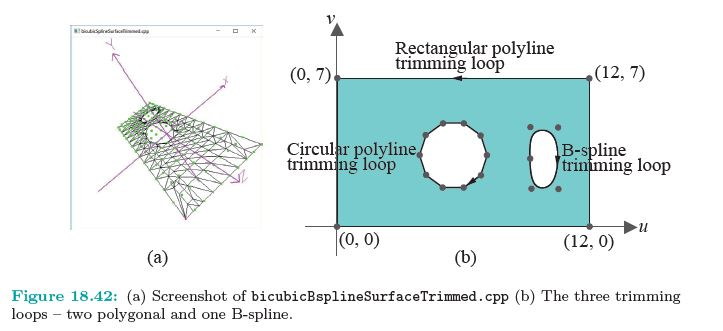 bicubicSplineSurfaceTrimmed.cpp
Y
X
Z
v
Rectangular polyline
trimming loop
(0, 7)
(12, 7)
Circular polyline
trimming loop
B-spline
trimming loop
u
(0, 0)
(12, 0)
(a)
(b)
Figure 18.42: (a) Screenshot of bicubicBsplineSurfaceTrimmed.cpp (b) The three trimming
loops – two polygonal and one B-spline.